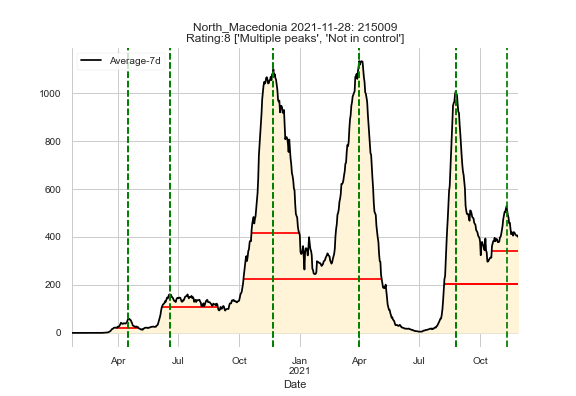 North_Macedonia 2021-11-28: 215009
Rating:8 ['Multiple peaks', 'Not in control']
Average-7d
1000
800
600
400
200
0
Apr
Jul
Oct
Jan
2021
Apr
Jul
Oct
Date